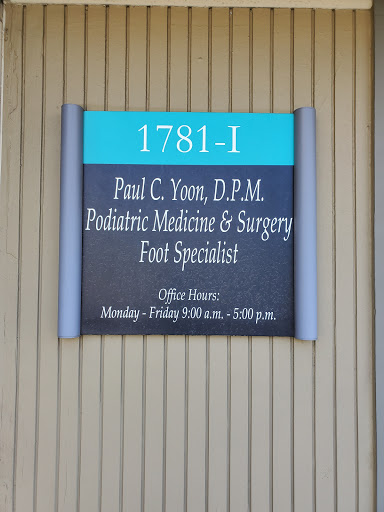 1781-I
Paul C. Yoon, D.P.M.
Podiatric Medicine & Surgery
Foot Specialist
Office Hours:
Monday - Friday 9:00 a.m. - 5:00 p.m.